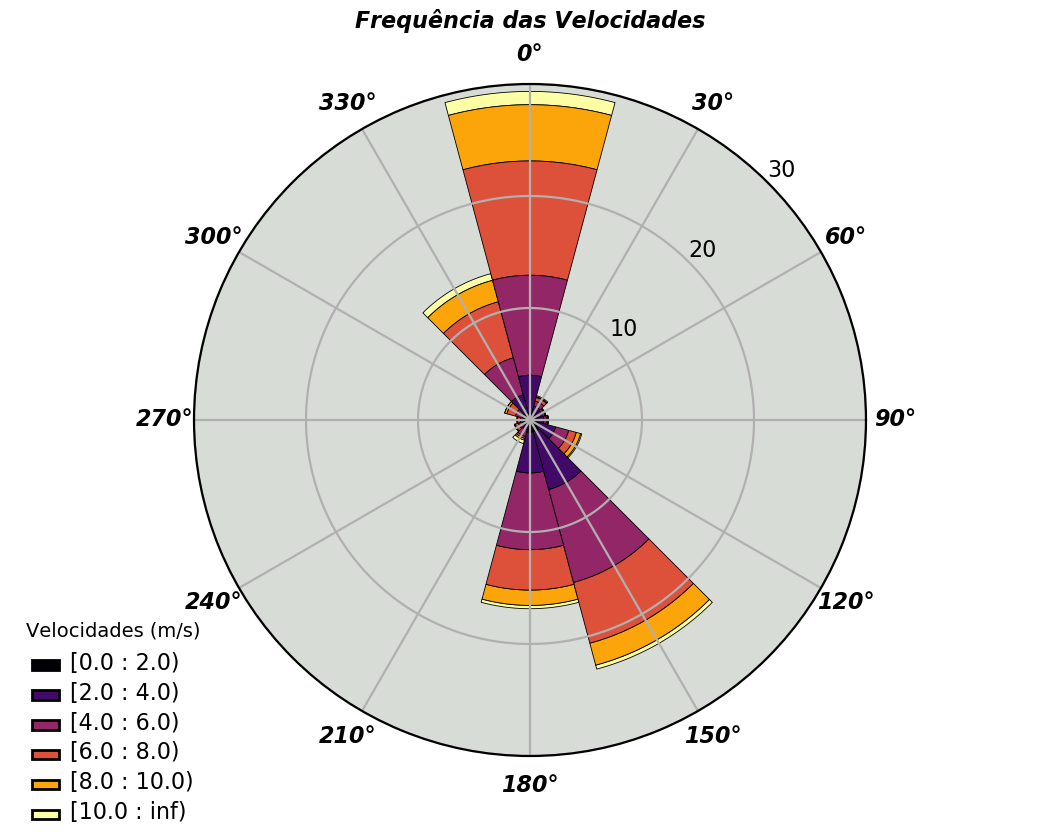 Frequência das Velocidades
0°
330°
30°
30
300°
60°
20
10
270°
90°
240°
120°
210°
150°
180°
Velocidades (m/s)
[0.0 : 2.0)
[2.0 : 4.0)
[4.0 : 6.0)
[6.0 : 8.0)
[8.0 : 10.0)
[10.0 : inf)